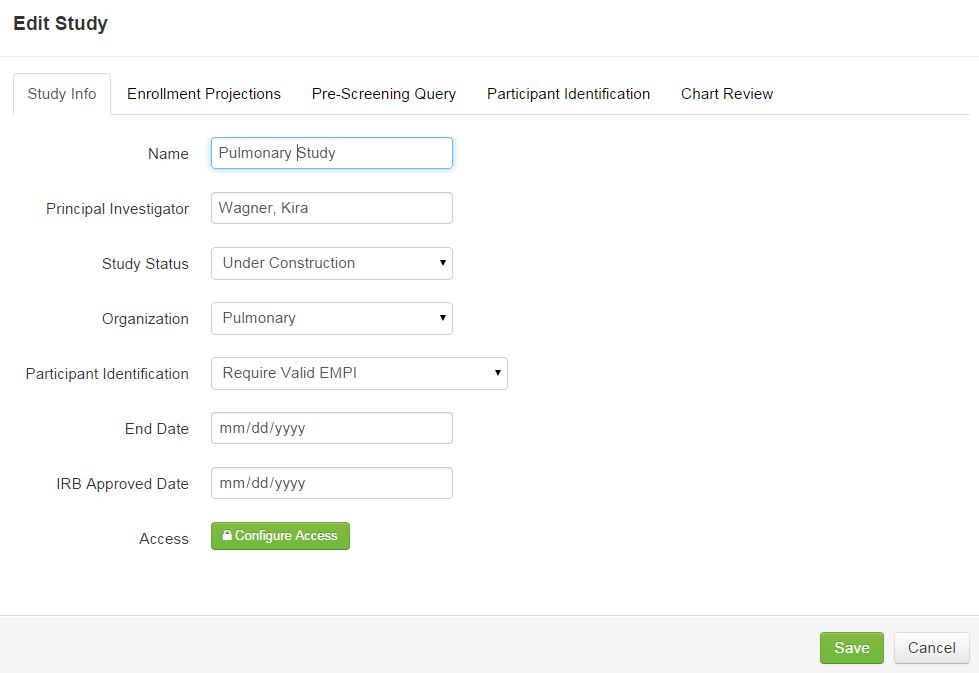 Edit Study
Study Info Enrollment Projections Pre-Screening Query Participant Identification Chart Review
Name Pulmonary Study
Principal Investigator Wagner, Kira
Study Status Under Construction
Organization Pulmonary
Participant Identification Require Valid EMPI
End Date mm/dd/yyyy
IRB Approved Date mm/dd/yyyy
Access Configure Access
Save Cancel